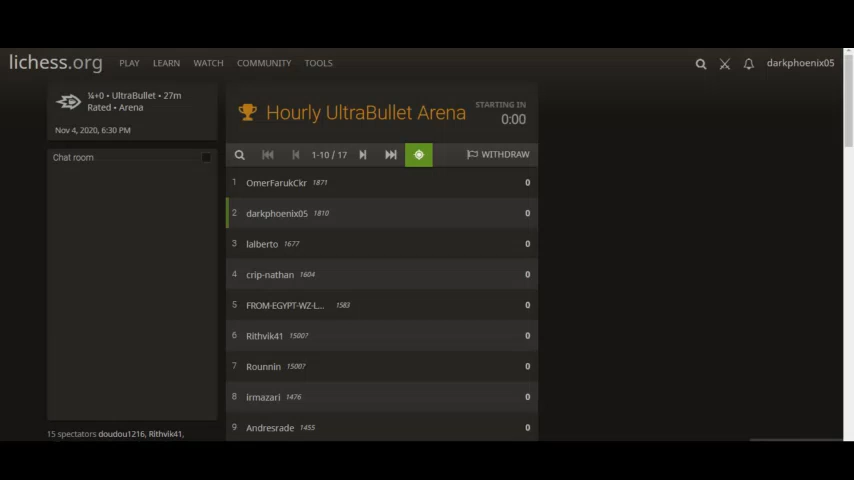 lichess.org PLAY LEARN WATCH COMMUNITY TOOLS darkphoenix05
¼+0 • UltraBullet • 27m
Rated • Arena
Nov 4, 2020, 6:30 PM
Chat room
15 spectators doudou1216, Rithvik41,
Hourly UltraBullet Arena
STARTING IN
0:00
1-10 / 17 WITHDRAW
1 OmerFarukCkr 1871 0
2 darkphoenix05 1810 0
3 lalberto 1677 0
4 crip-nathan 1604 0
5 FROM-EGYPT-WZ-L... 1583 0
6 Rithvik41 1500? 0
7 Rounnin 1500? 0
8 irmazari 1476 0
9 Andresrade 1455 0